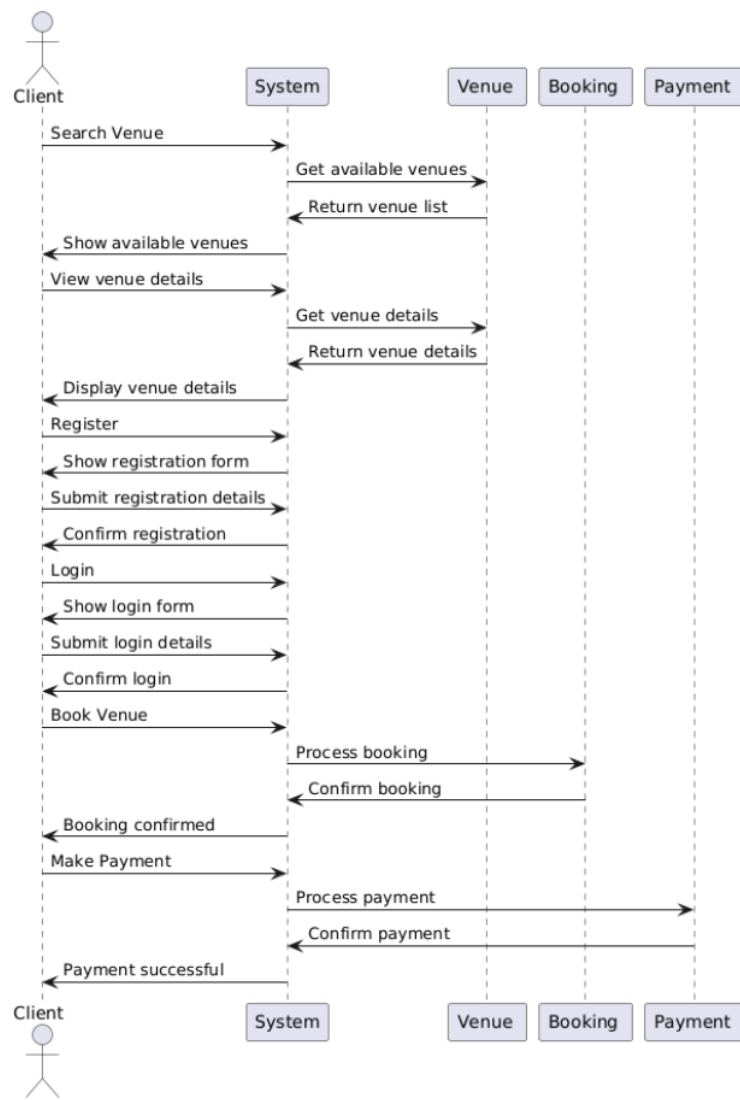 Client
System
Venue
Booking
Payment
Search Venue
Get available venues
Return venue list
Show available venues
View venue details
Get venue details
Return venue details
Display venue details
Register
Show registration form
Submit registration details
Confirm registration
Login
Show login form
Submit login details
Confirm login
Book Venue
Process booking
Confirm booking
Booking confirmed
Make Payment
Process payment
Confirm payment
Payment successful
Client
System
Venue
Booking
Payment